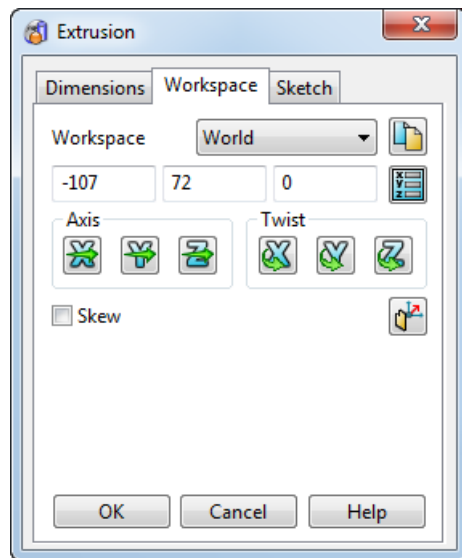 Extrusion
Dimensions Workspace Sketch
Workspace World
-107 72 0
Axis Twist
X Y Z X Y Z
Skew
OK Cancel Help